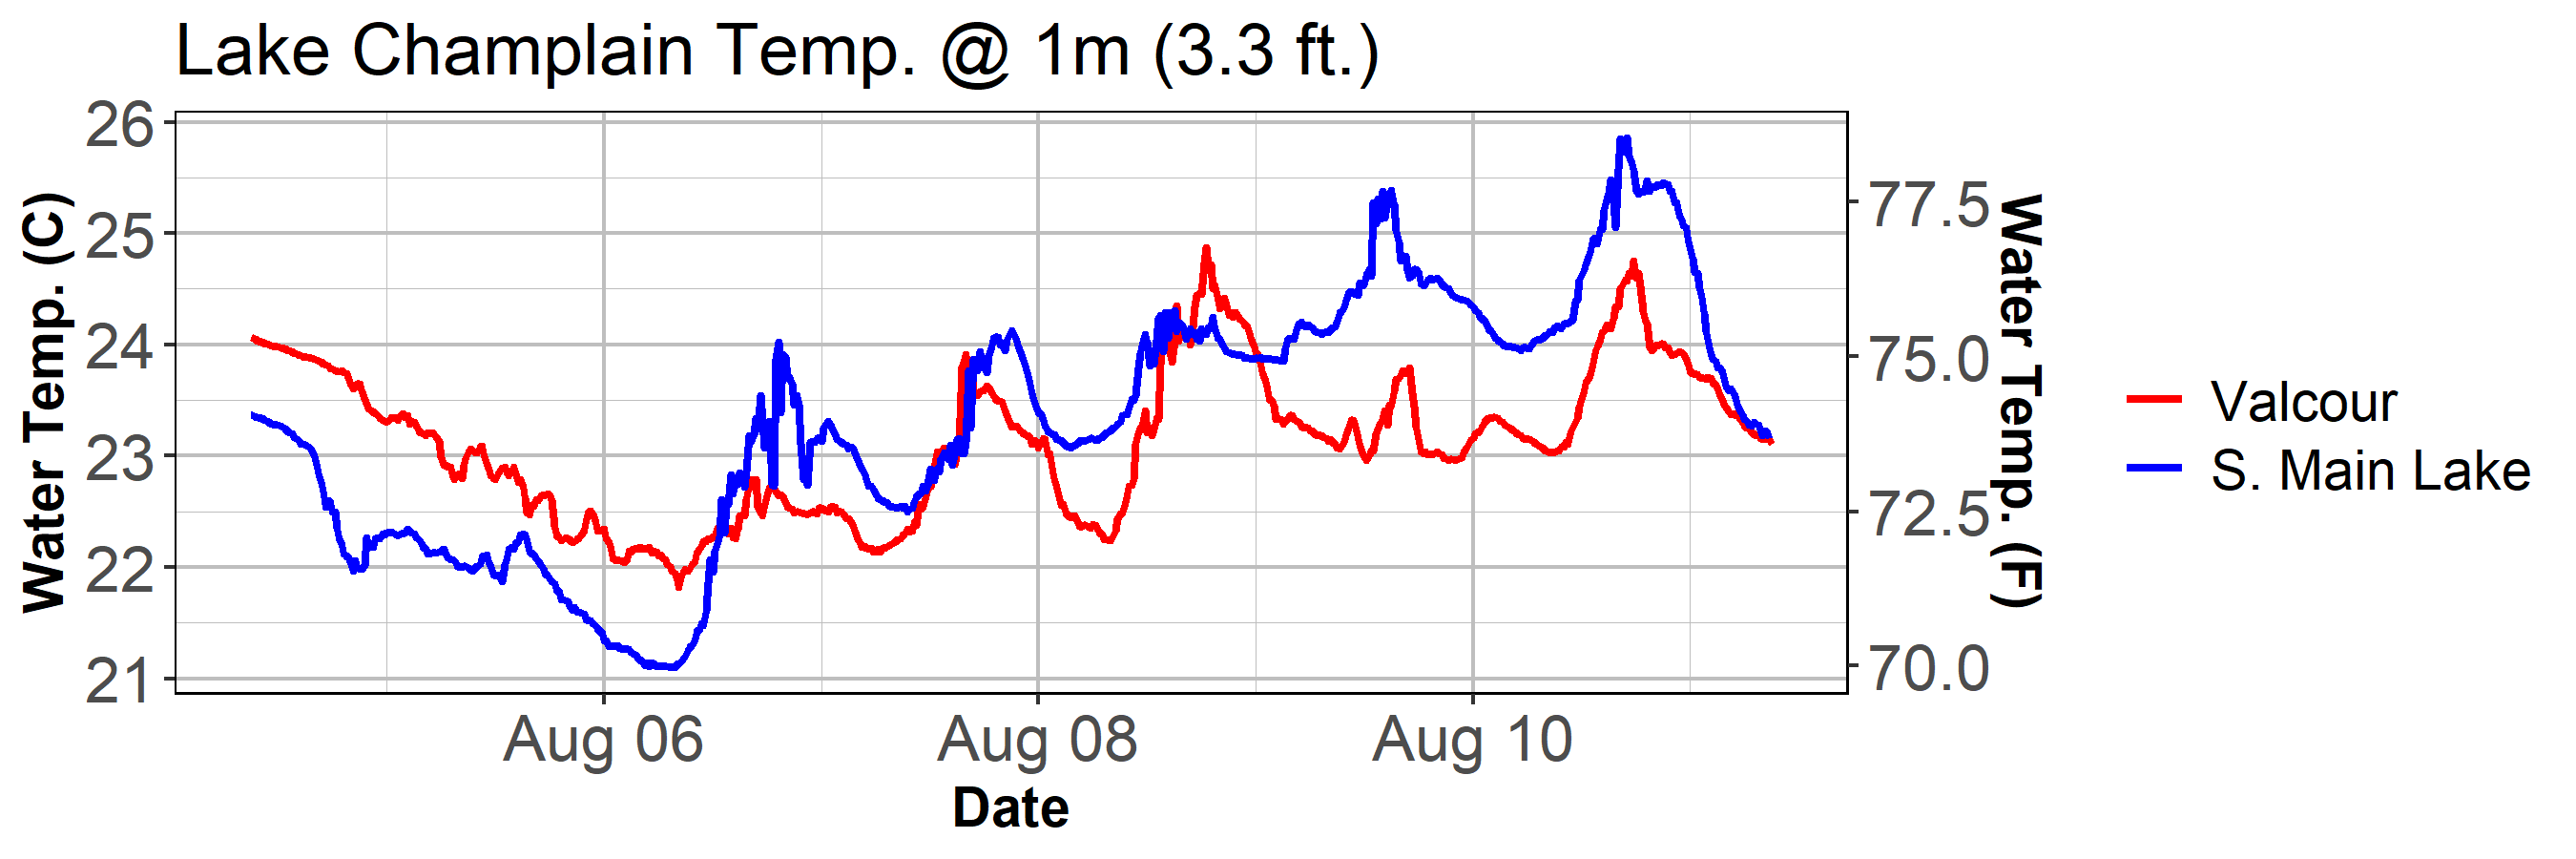 Lake Champlain Temp. @ 1m (3.3 ft.)
Water Temp. (C)
26
25
24
23
22
21
77.5
75.0
72.5
70.0
Water Temp. (F)
Aug 06
Aug 08
Aug 10
Date
Valcour
S. Main Lake